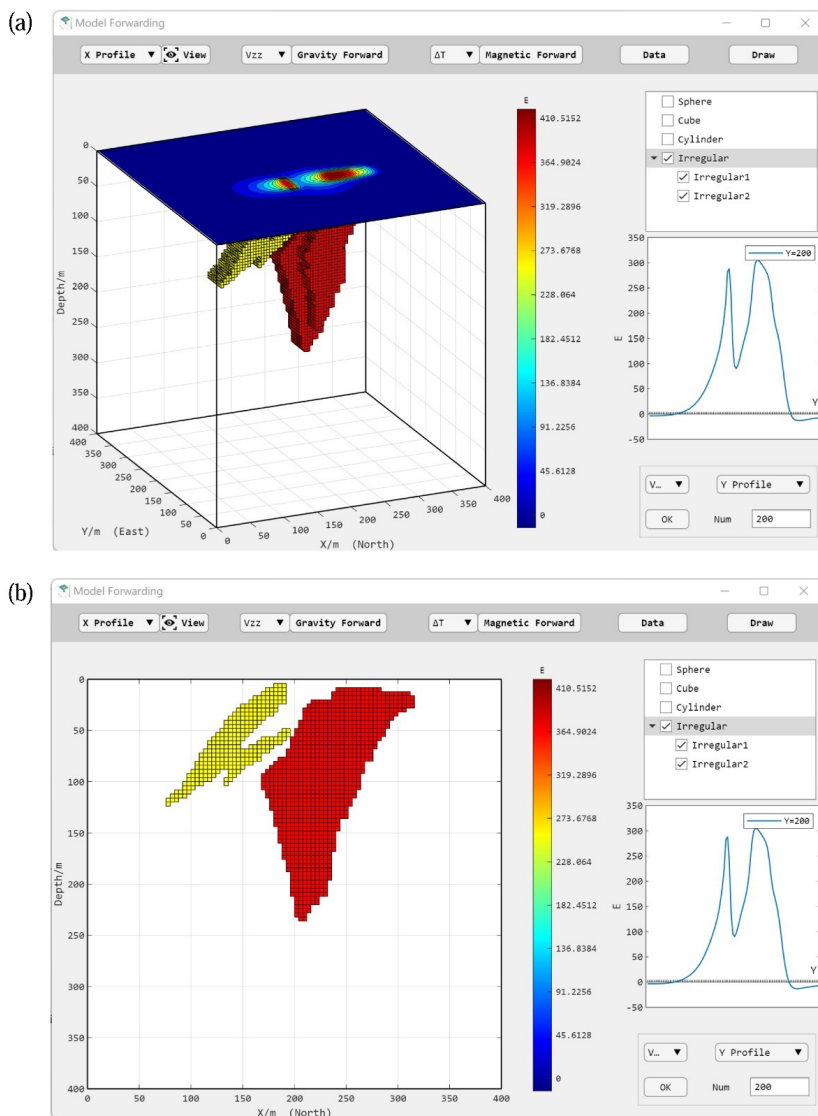 (a)
Model Forwarding
X Profile View Vzz Gravity Forward ΔT Magnetic Forward Data Draw
E
410.5152
364.9024
319.2896
273.6768
228.064
182.4512
136.8384
91.2256
45.6128
0
0
50
100
150
200
250
300
350
400
Depth/m
400
350
300
250
200
150
100
50
0
Y/m (East)
0
50
100
150
200
250
300
350
400
X/m (North)
Sphere
Cube
Cylinder
Irregular
Irregular1
Irregular2
350
300
250
200
150
100
50
0
-50
E
Y=200
Y
V... Y Profile
OK Num 200
(b)
Model Forwarding
X Profile View Vzz Gravity Forward ΔT Magnetic Forward Data Draw
0
50
100
150
200
250
300
350
400
Depth/m
0 50 100 150 200 250 300 350 400
X/m (North)
E
410.5152
364.9024
319.2896
273.6768
228.064
182.4512
136.8384
91.2256
45.6128
0
Sphere
Cube
Cylinder
Irregular
Irregular1
Irregular2
350
300
250
200
150
100
50
0
-50
E
Y=200
Y
V... Y Profile
OK Num 200